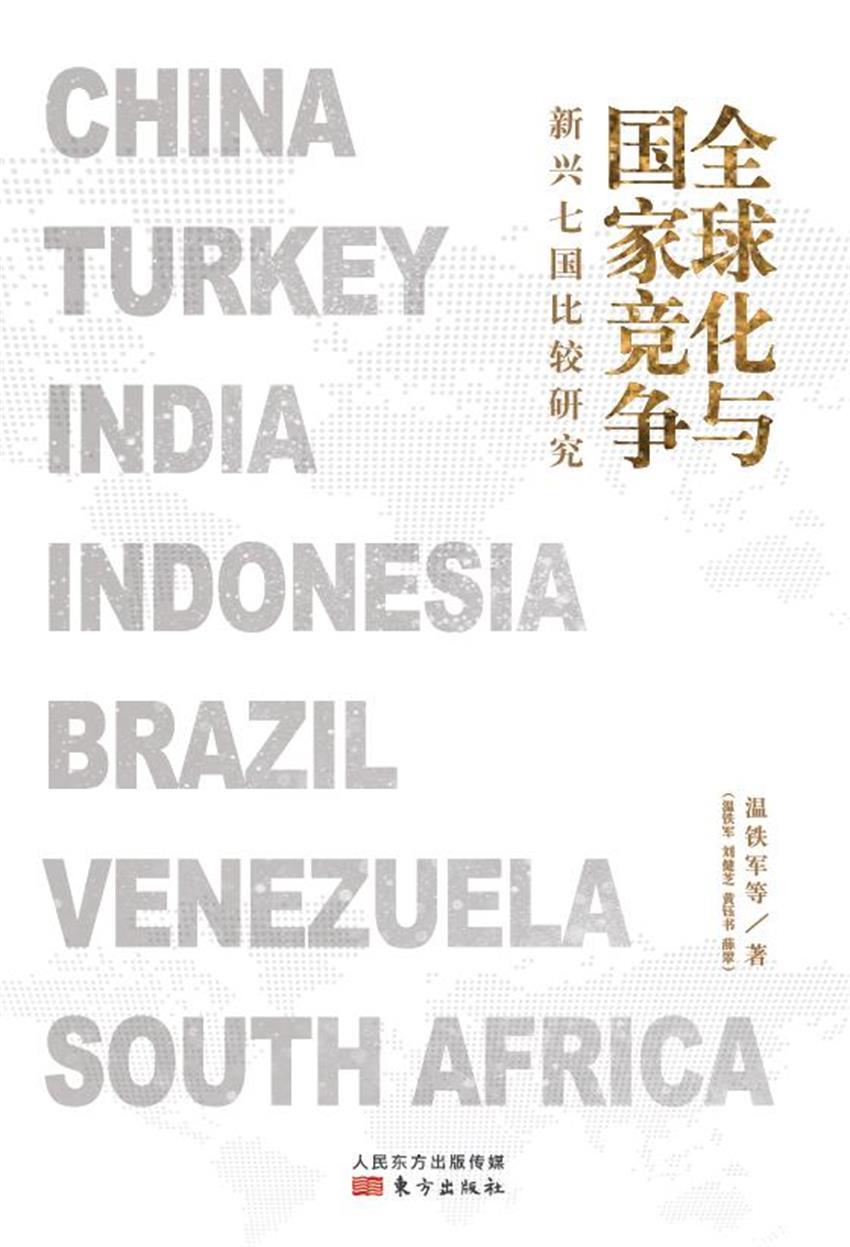 全球化与
国家竞争
新兴七国比较研究
CHINA
TURKEY
INDIA
INDONESIA
BRAZIL
VENEZUELA
SOUTH AFRICA
温铁军等／著
（温铁军 刘健芝 黄钰书 薛翠）
人民东方出版传媒
东方出版社